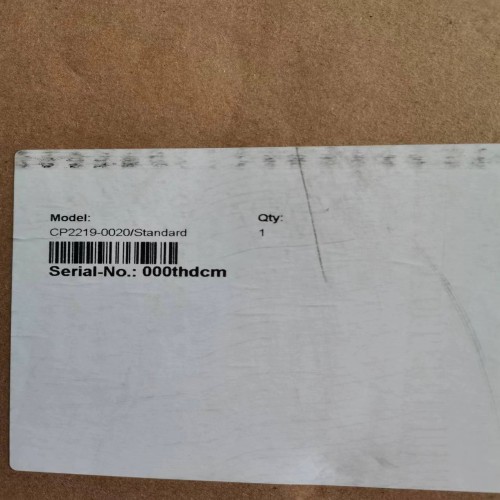 Model: Qty:
CP2219-0020/Standard 1
Serial-No.: 000thdcm